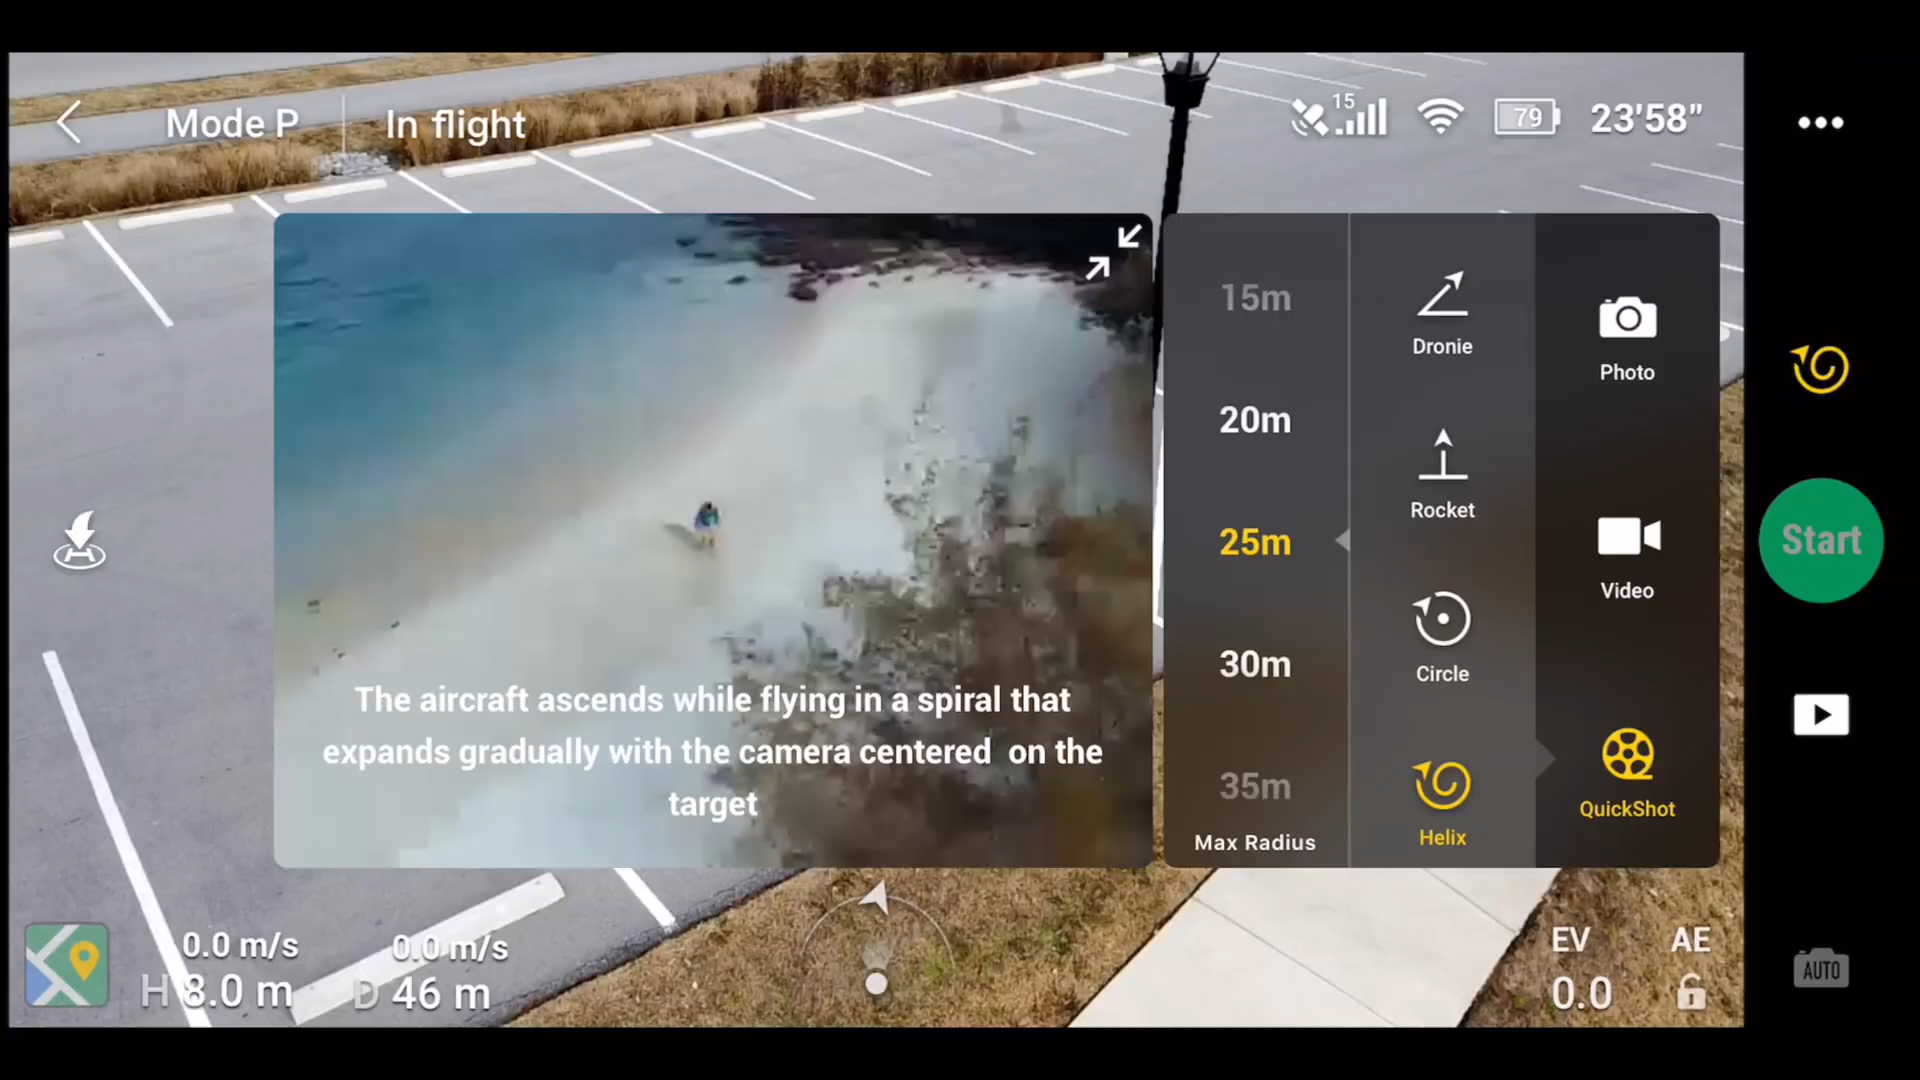 Mode P
In flight
15
79
23'58"
15m
20m
25m
30m
35m
Max Radius
Dronie
Rocket
Circle
Helix
Photo
Video
QuickShot
Start
The aircraft ascends while flying in a spiral that
expands gradually with the camera centered on the
target
0.0 m/s
0.0 m/s
H 8.0 m
D 46 m
EV
0.0
AE
AUTO